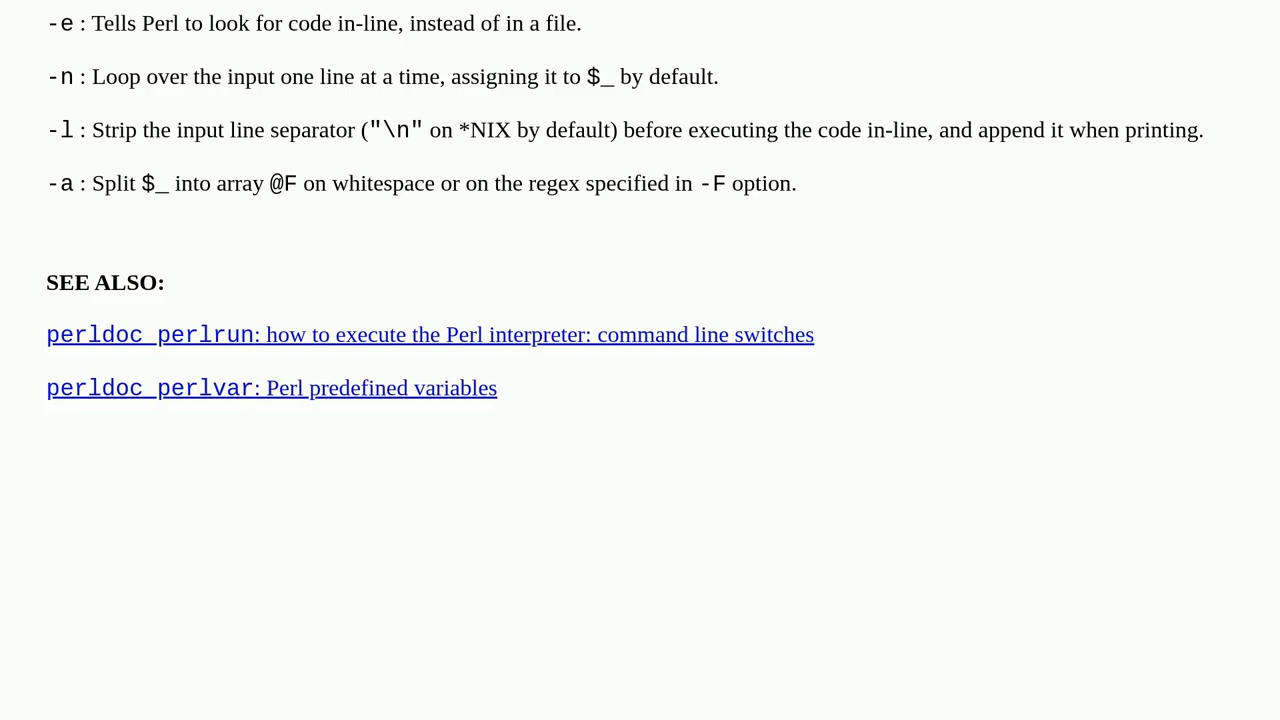 -e : Tells Perl to look for code in-line, instead of in a file.
-n : Loop over the input one line at a time, assigning it to $_ by default.
-l : Strip the input line separator ("\n" on *NIX by default) before executing the code in-line, and append it when printing.
-a : Split $_ into array @F on whitespace or on the regex specified in -F option.
SEE ALSO:
perldoc perlrun: how to execute the Perl interpreter: command line switches
perldoc perlvar: Perl predefined variables